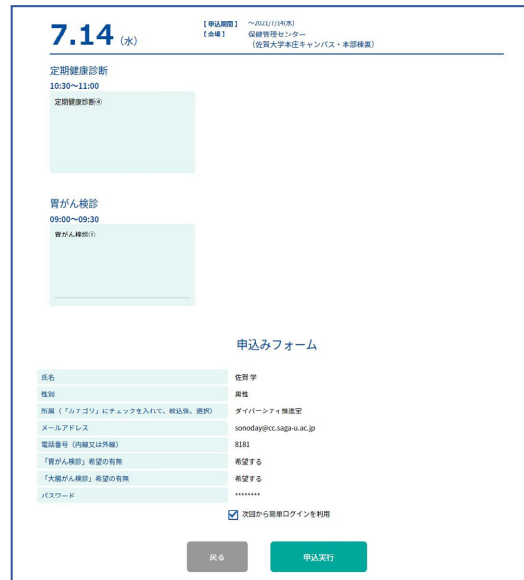 7.14 (水)
【申込期間】 ～2021/7/14(水)
【会場】 保健管理センター
（佐賀大学本庄キャンパス・本部棟裏）
定期健康診断
10:30～11:00
定期健康診断④
胃がん検診
09:00～09:30
胃がん検診①
申込みフォーム
氏名 佐賀 学
性別 男性
所属（「カテゴリ」にチェックを入れて、絞込後、選択） ダイバーシティ推進室
メールアドレス sonoday@cc.saga-u.ac.jp
電話番号（内線又は外線） 8181
「胃がん検診」希望の有無 希望する
「大腸がん検診」希望の有無 希望する
パスワード ********
次回から簡単ログインを利用
戻る 申込実行